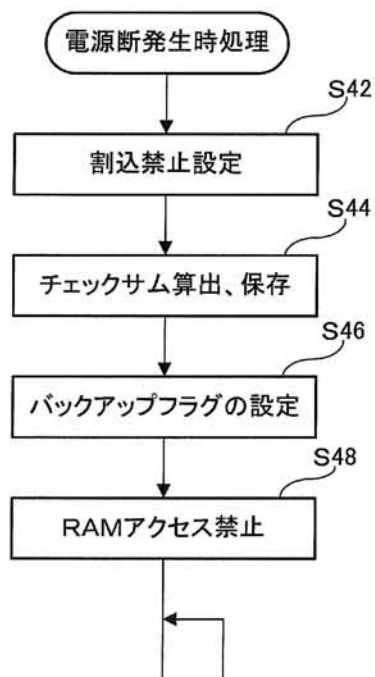 電源断発生時処理
S42
割込禁止設定
S44
チェックサム算出、保存
S46
バックアップフラグの設定
S48
RAMアクセス禁止